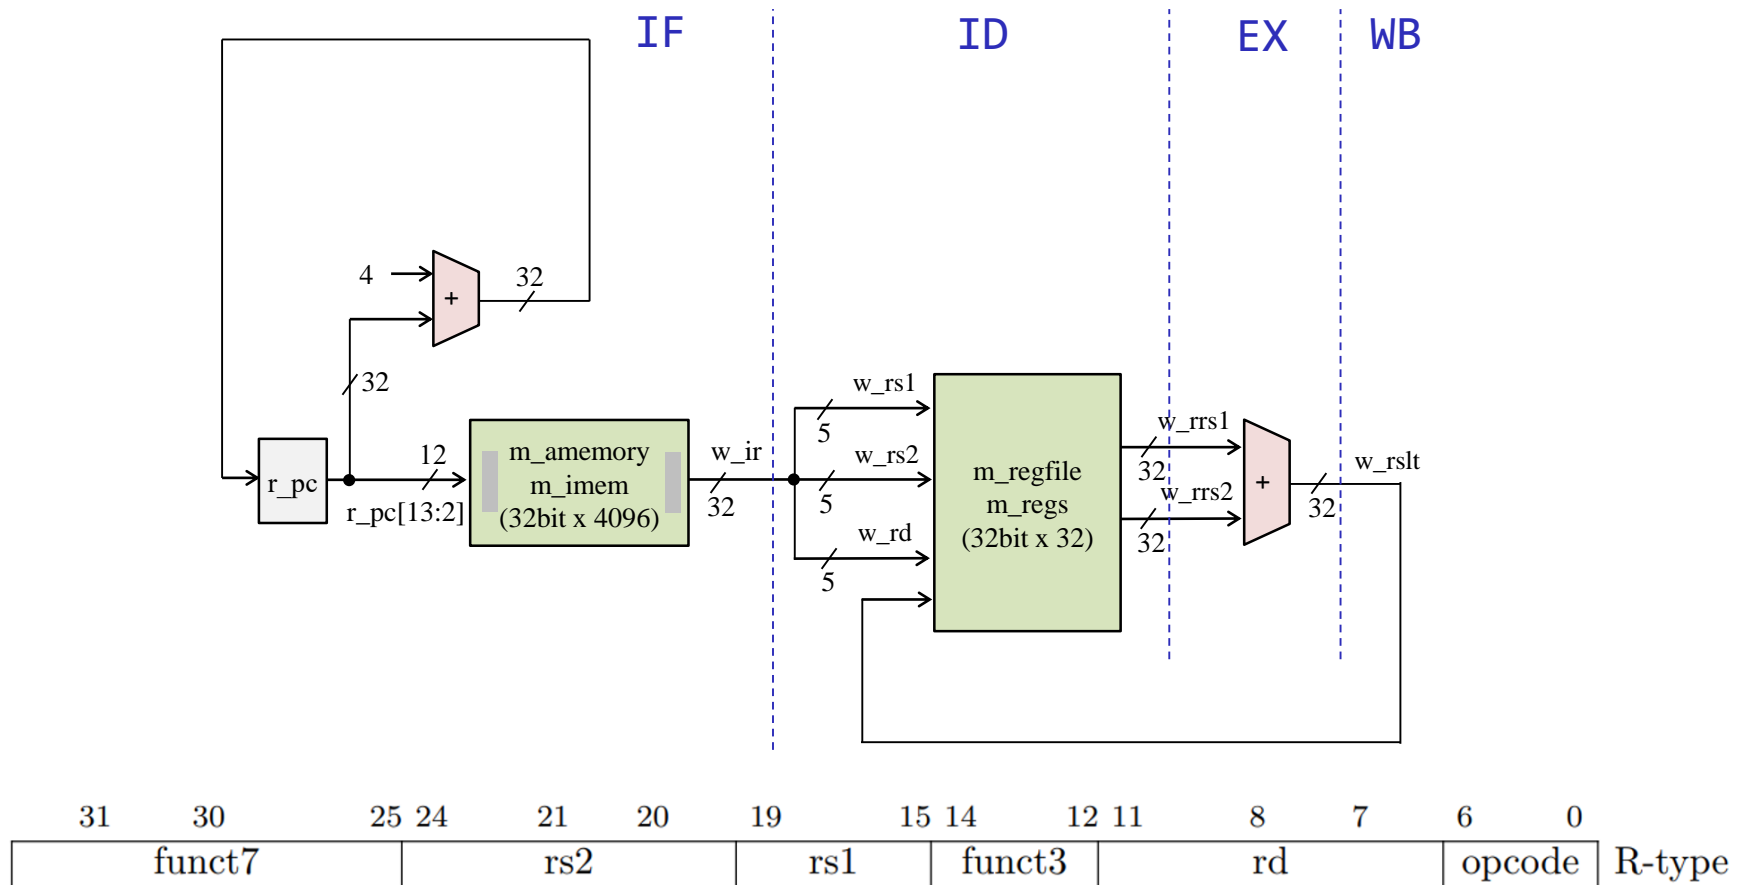 IF
ID
EX
WB
4
+
32
32
r_pc
12
r_pc[13:2]
m_amemory
m_imem
(32bit x 4096)
w_ir
32
w_rs1
5
w_rs2
5
w_rd
5
m_regfile
m_regs
(32bit x 32)
w_rrs1
32
w_rrs2
32
+
32
w_rslt
31 30 25 24 21 20 19 15 14 12 11 8 7 6 0
funct7 rs2 rs1 funct3 rd opcode R-type